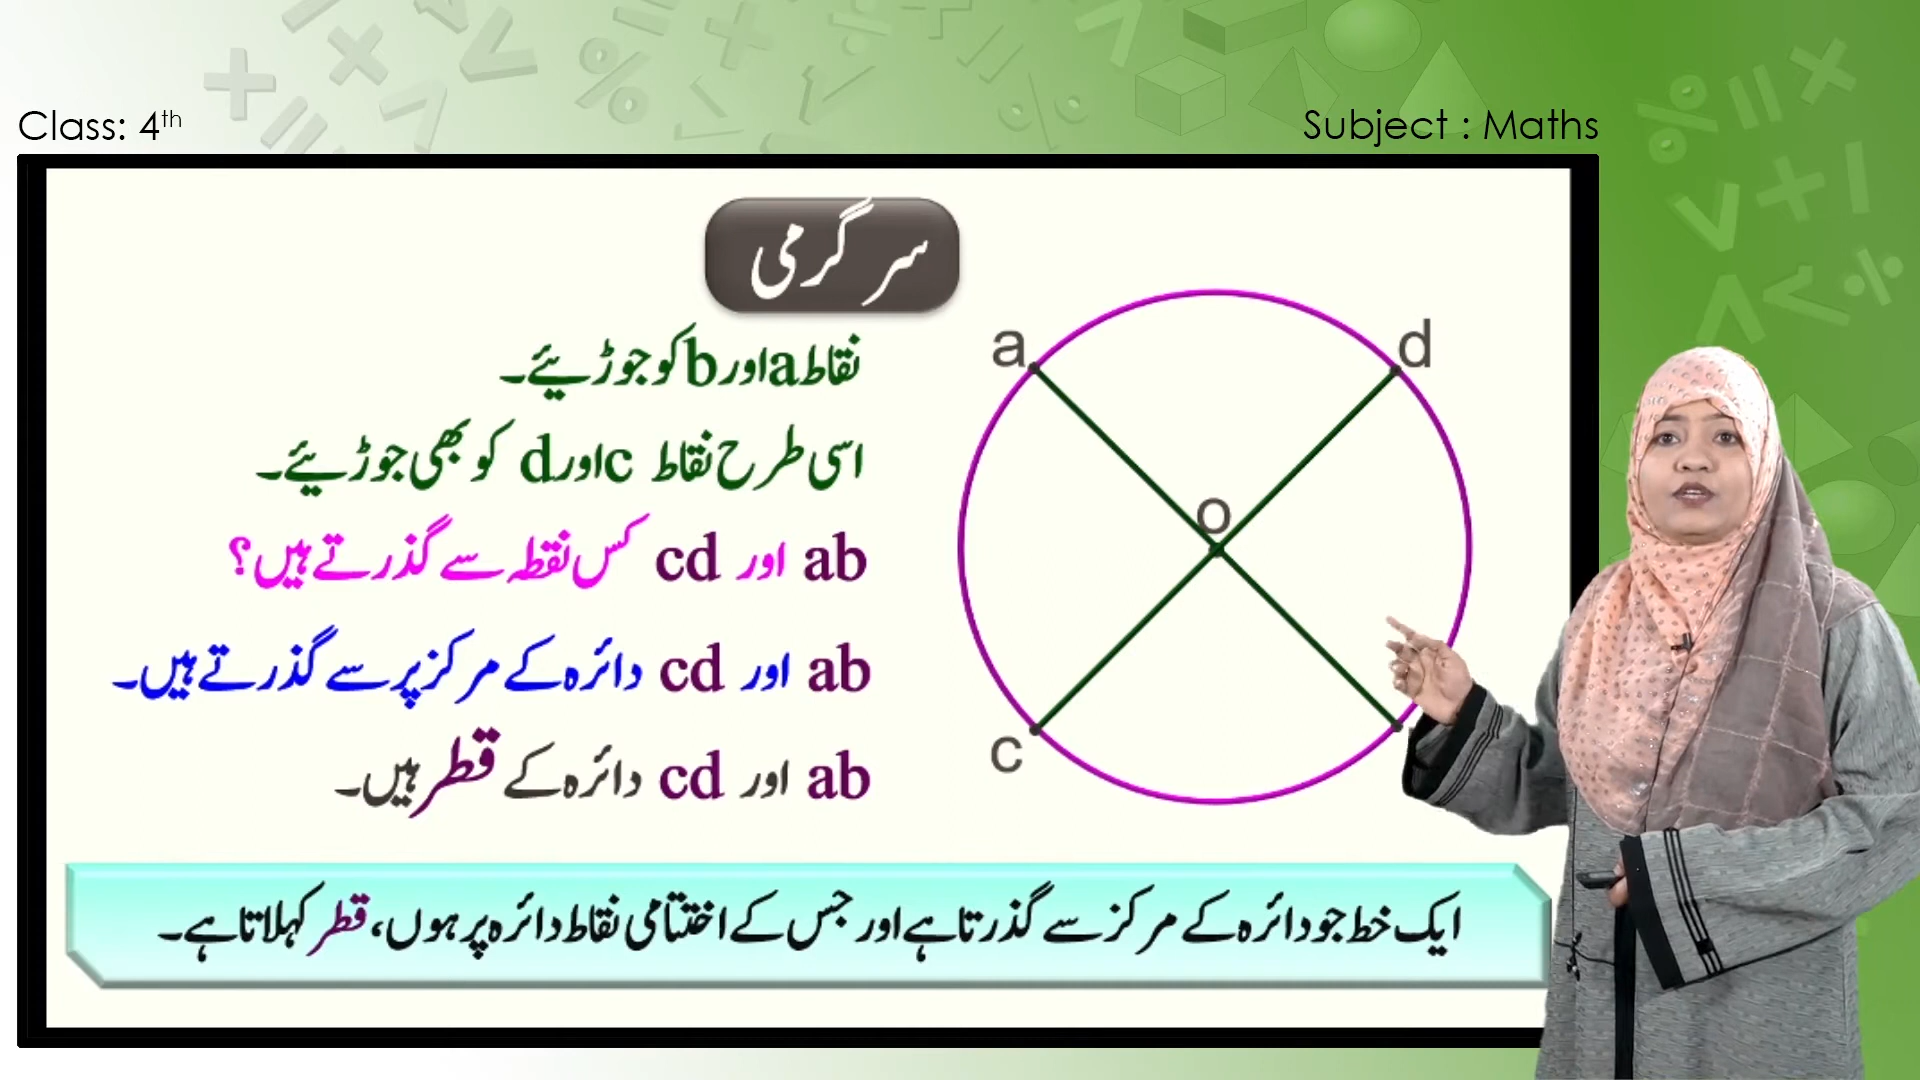 Class: 4th
Subject : Maths
سرگرمی
نقاط a اور b کو جوڑیئے۔
اسی طرح نقاط c اور d کو بھی جوڑیئے۔
ab اور cd کس نقطہ سے گذرتے ہیں؟
ab اور cd دائرہ کے مرکز پر سے گذرتے ہیں۔
ab اور cd دائرہ کے قطر ہیں۔
a
d
o
c
ایک خط جو دائرہ کے مرکز سے گذرتا ہے اور جس کے اختتامی نقاط دائرہ پر ہوں، قطر کہلاتا ہے۔